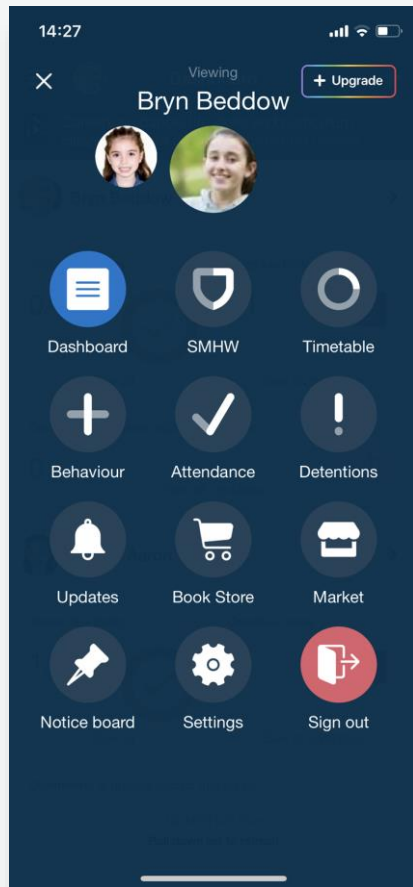 14:27
Viewing
+ Upgrade
Bryn Beddow
Dashboard
SMHW
Timetable
Behaviour
Attendance
Detentions
Updates
Book Store
Market
Notice board
Settings
Sign out